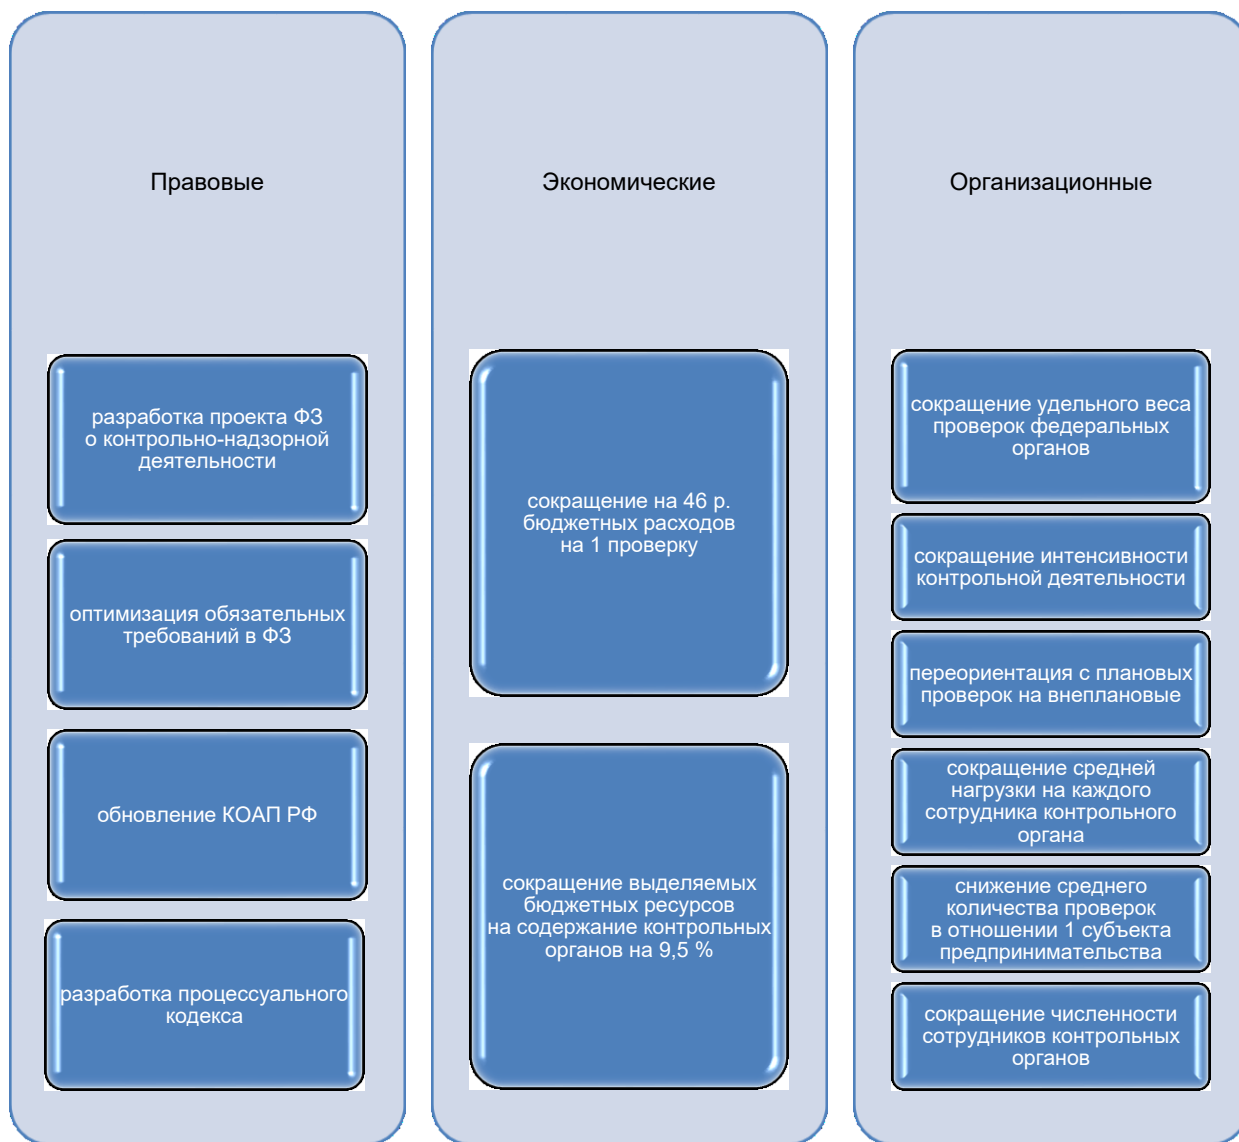 Правовые
разработка проекта ФЗ
о контрольно-надзорной
деятельности
оптимизация обязательных
требований в ФЗ
обновление КОАП РФ
разработка процессуального
кодекса
Экономические
сокращение на 46 р.
бюджетных расходов
на 1 проверку
сокращение выделяемых
бюджетных ресурсов
на содержание контрольных
органов на 9,5 %
Организационные
сокращение удельного веса
проверок федеральных
органов
сокращение интенсивности
контрольной деятельности
переориентация с плановых
проверок на внеплановые
сокращение средней
нагрузки на каждого
сотрудника контрольного
органа
снижение среднего
количества проверок
в отношении 1 субъекта
предпринимательства
сокращение численности
сотрудников контрольных
органов